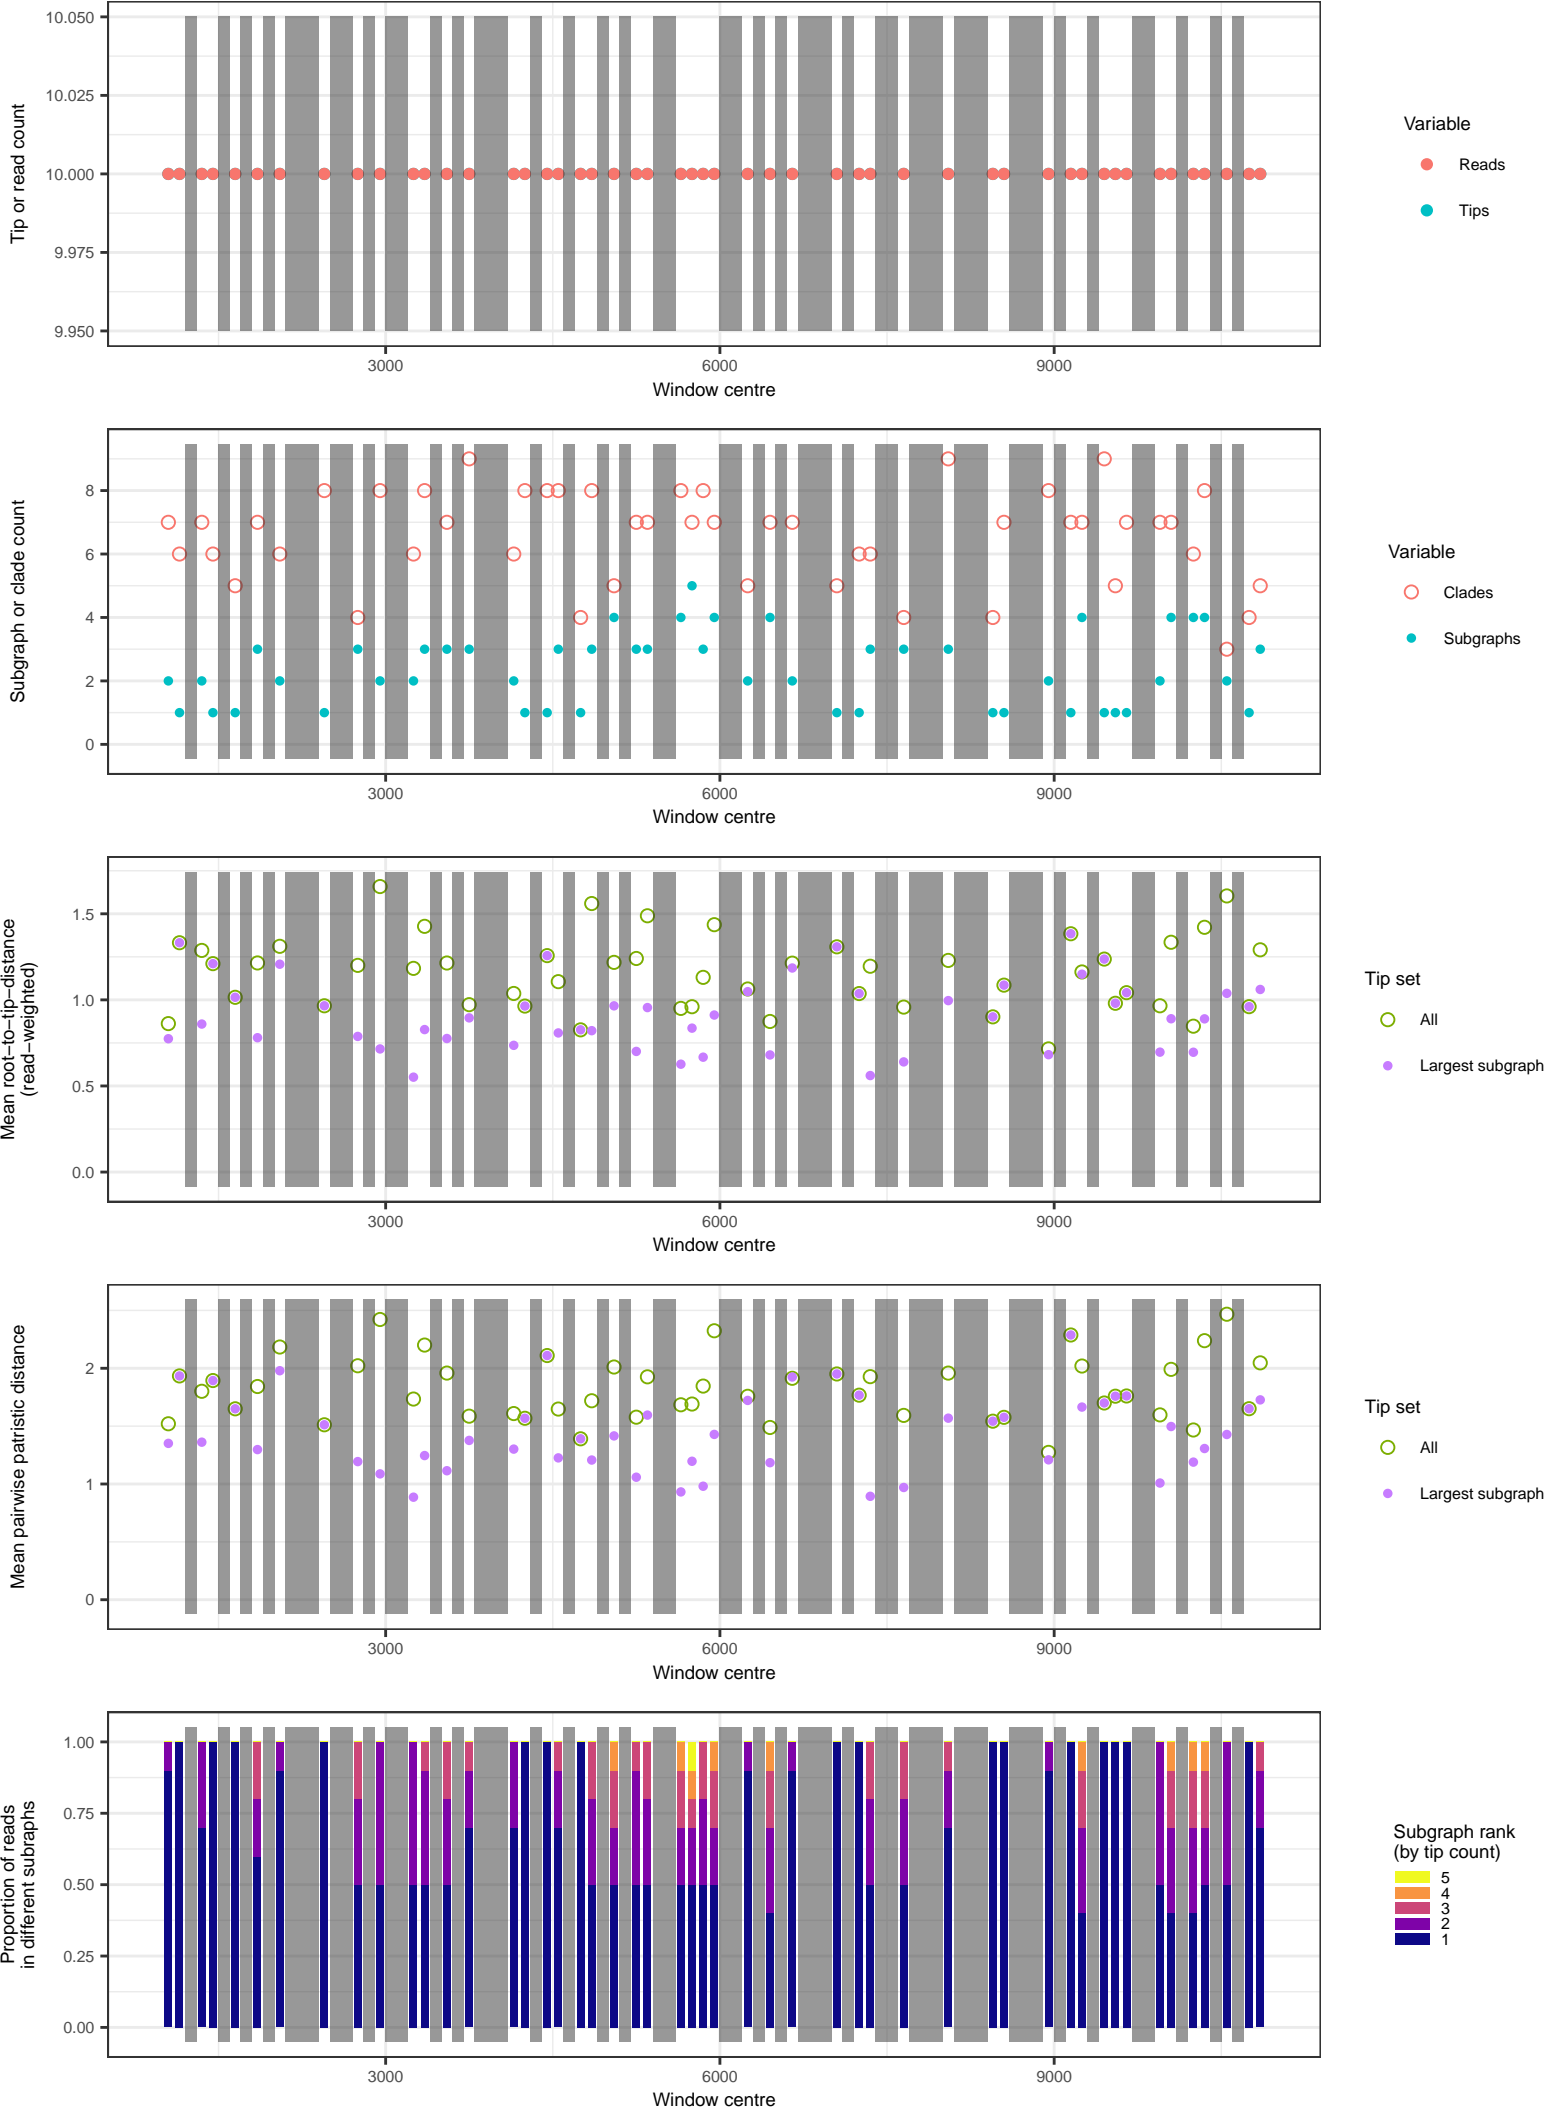 10.050
10.025
10.000
9.975
9.950
Tip or read count
3000
6000
9000
Window centre
Variable
Reads
Tips
8
6
4
2
0
Subgraph or clade count
3000
6000
9000
Window centre
Variable
Clades
Subgraphs
1.5
1.0
0.5
0.0
Mean root−to−tip−distance
(read−weighted)
3000
6000
9000
Window centre
Tip set
All
Largest subgraph
2
1
0
Mean pairwise patristic distance
3000
6000
9000
Window centre
Tip set
All
Largest subgraph
1.00
0.75
0.50
0.25
0.00
Proportion of reads
in different subraphs
3000
6000
9000
Window centre
Subgraph rank
(by tip count)
5
4
3
2
1